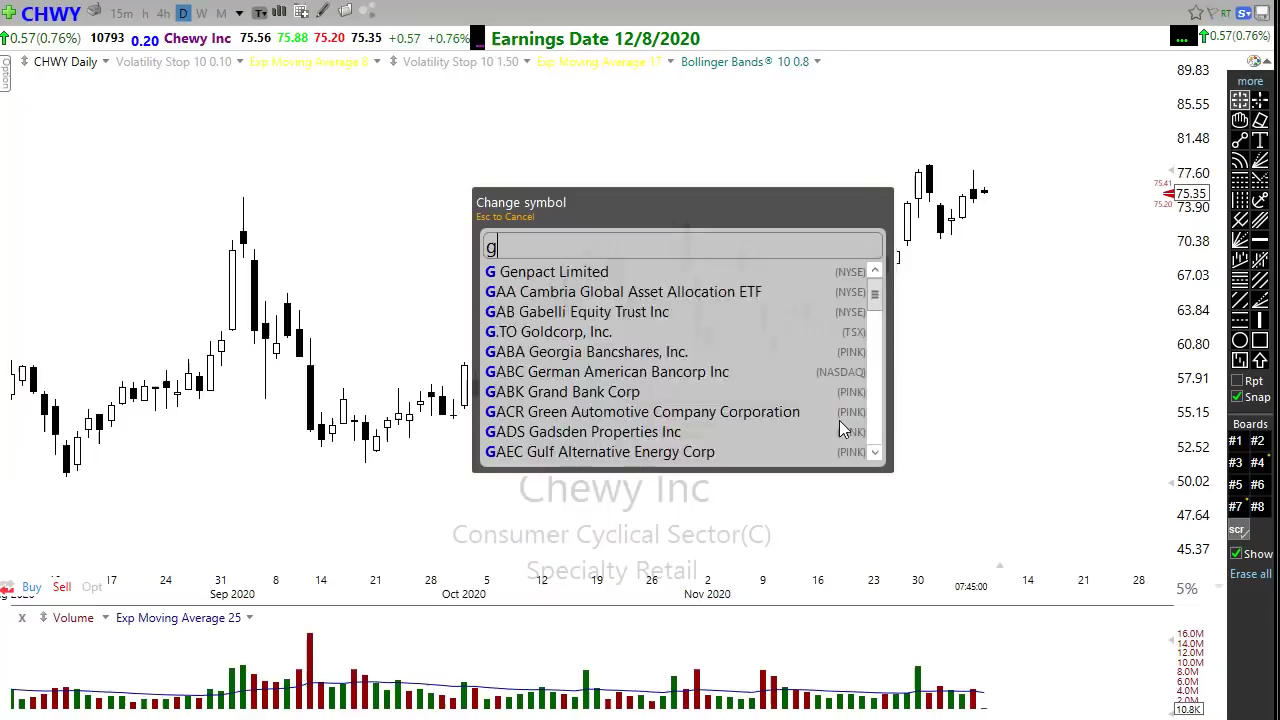 CHWY 15m h 4h D W M T RT S
0.57(0.76%) 10793 0.20 Chewy Inc 75.56 75.88 75.20 75.35 +0.57 +0.76% Earnings Date 12/8/2020 ... 0.57(0.76%)
Option
CHWY Daily Volatility Stop 10 0.10 Exp Moving Average 8 Volatility Stop 10 1.50 Exp Moving Average 17 Bollinger Bands® 10 0.8
89.83
85.55
81.48
77.60
75.41
75.35
75.20
73.90
70.38
67.03
63.84
60.80
57.91
55.15
52.52
50.02
47.64
45.37
5%
more
Rpt
Snap
Boards
#1 #2
#3 #4
#5 #6
#7 #8
scr
Show
Erase all
Change symbol
Esc to Cancel
g
G Genpact Limited (NYSE)
GAA Cambria Global Asset Allocation ETF (NYSE)
GAB Gabelli Equity Trust Inc (NYSE)
G.TO Goldcorp, Inc. (TSX)
ABA Georgia Bancshares, Inc. (PINK)
GABC German American Bancorp Inc (NASDAQ)
GABK Grand Bank Corp (PINK)
GACR Green Automotive Company Corporation (PINK)
GADS Gadsden Properties Inc
GAEC Gulf Alternative Energy Corp (PINK)
Chewy Inc
Consumer Cyclical Sector(C)
Specialty Retail
17 24 31 8 14 21 28 5 12 19 26 2 9 16 23 30 14 21 28
Buy Sell Opt
Sep 2020 Oct 2020 Nov 2020 07:45:00
x Volume Exp Moving Average 25
16.0M
14.0M
12.0M
10.0M
8.0M
6.0M
4.0M
2.0M
10.8K